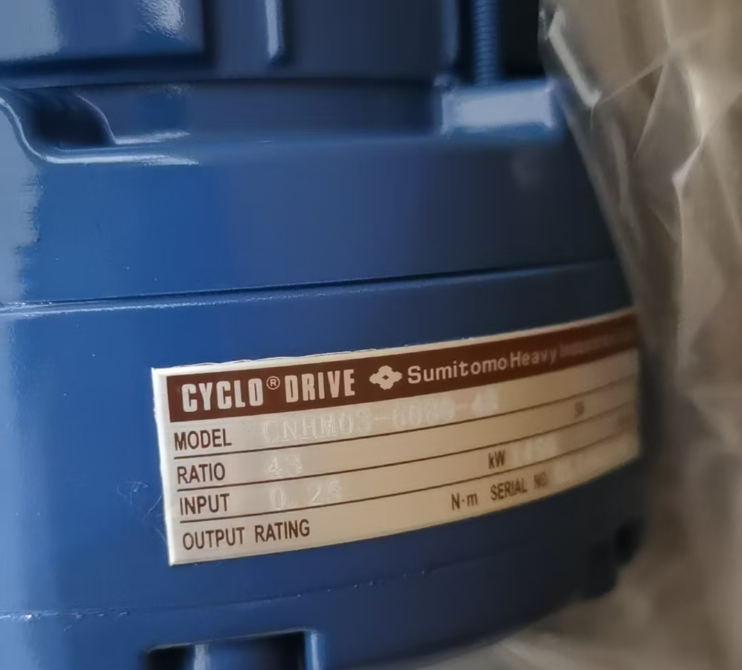 CYCLO® DRIVE Sumitomo Heavy
MODEL CNHM03-6080-43
RATIO 43
INPUT 0.25 kW
OUTPUT RATING N·m SERIAL NO